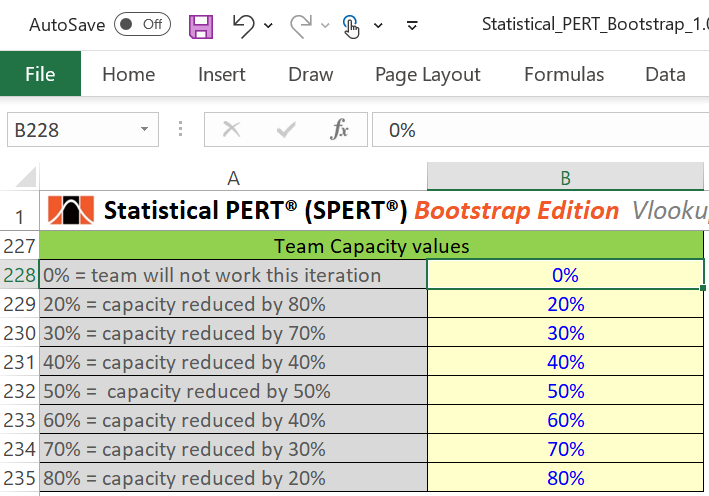 AutoSave Off Statistical_PERT_Bootstrap_1.0
File Home Insert Draw Page Layout Formulas Data
B228 fx 0%
A B
1 Statistical PERT® (SPERT®) Bootstrap Edition Vlookup
227 Team Capacity values
228 0% = team will not work this iteration 0%
229 20% = capacity reduced by 80% 20%
230 30% = capacity reduced by 70% 30%
231 40% = capacity reduced by 40% 40%
232 50% =  capacity reduced by 50% 50%
233 60% = capacity reduced by 40% 60%
234 70% = capacity reduced by 30% 70%
235 80% = capacity reduced by 20% 80%